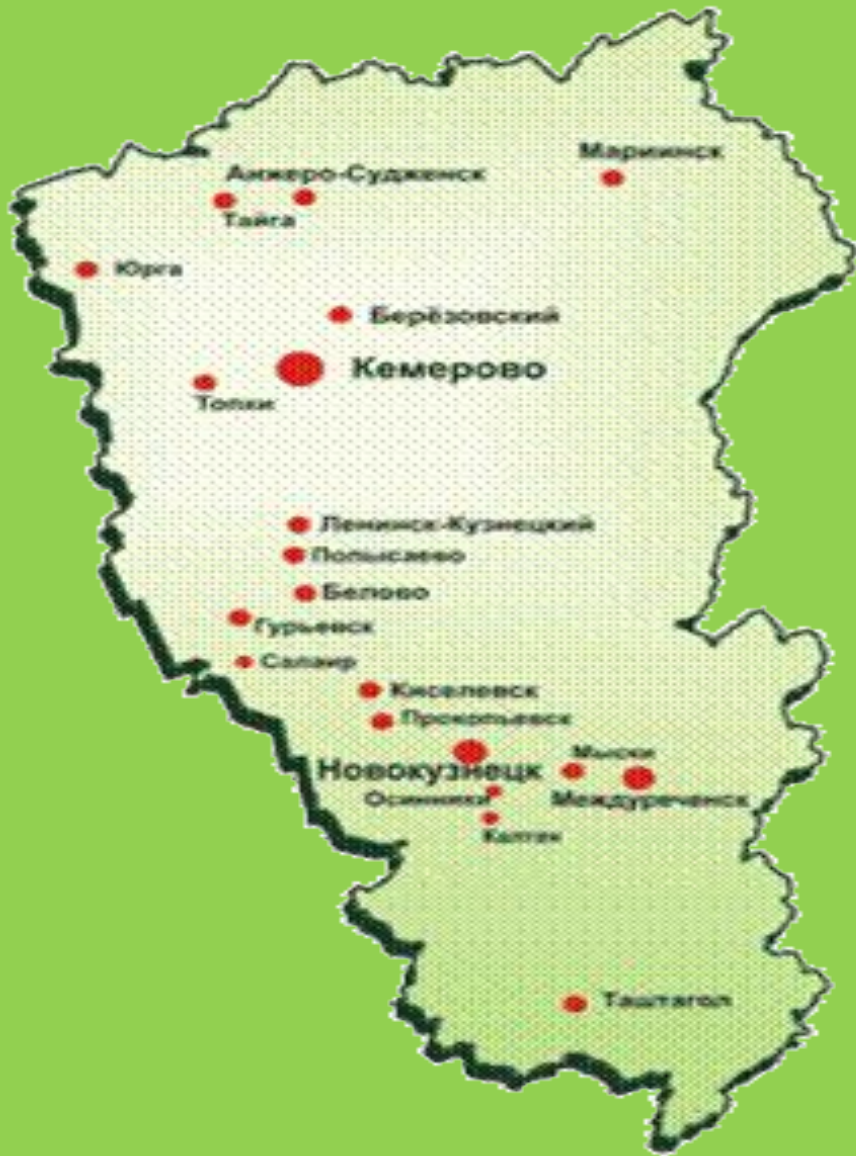 Мариинск
Анжеро-Судженск
Тайга
Юрга
Берёзовский
Кемерово
Топки
Ленинск-Кузнецкий
Полысаево
Белово
Гурьевск
Салаир
Киселевск
Прокопьевск
Мыски
Новокузнецк
Осинники
Междуреченск
Калтан
Таштагол